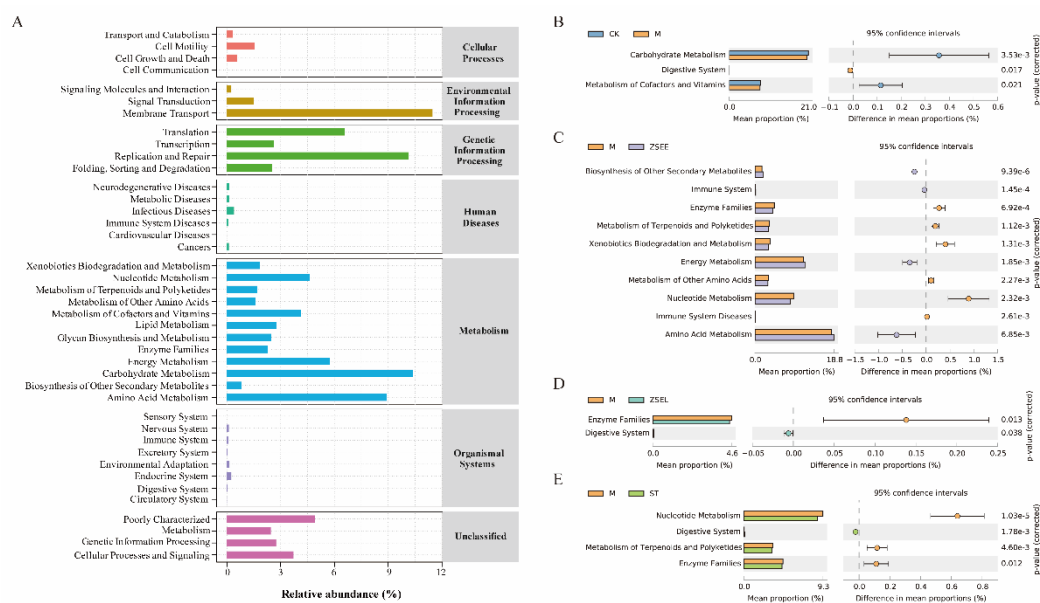 A
Transport and Catabolism
Cell Motility
Cell Growth and Death
Cell Communication
Cellular
Processes
Signaling Molecules and Interaction
Signal Transduction
Membrane Transport
Environmental
Information
Processing
Translation
Transcription
Replication and Repair
Folding, Sorting and Degradation
Genetic
Information
Processing
Neurodegenerative Diseases
Metabolic Diseases
Infectious Diseases
Immune System Diseases
Cardiovascular Diseases
Cancers
Human
Diseases
Xenobiotics Biodegradation and Metabolism
Nucleotide Metabolism
Metabolism of Terpenoids and Polyketides
Metabolism of Other Amino Acids
Metabolism of Cofactors and Vitamins
Lipid Metabolism
Glycan Biosynthesis and Metabolism
Enzyme Families
Energy Metabolism
Carbohydrate Metabolism
Biosynthesis of Other Secondary Metabolites
Amino Acid Metabolism
Metabolism
Sensory System
Nervous System
Immune System
Excretory System
Environmental Adaptation
Endocrine System
Digestive System
Circulatory System
Organismal
Systems
Poorly Characterized
Metabolism
Genetic Information Processing
Cellular Processes and Signaling
Unclassified
0 3 6 9 12
Relative abundance (%)
B
CK M
95% confidence intervals
Carbohydrate Metabolism 3.53e-3
Digestive System 0.017
Metabolism of Cofactors and Vitamins 0.021
p-value (corrected)
0.0 21.0 −0.1 0.0 0.1 0.2 0.3 0.4 0.5 0.6
Mean proportion (%) Difference in mean proportions (%)
C
M ZSEE
95% confidence intervals
Biosynthesis of Other Secondary Metabolites 9.39e-6
Immune System 1.45e-4
Enzyme Families 6.92e-4
Metabolism of Terpenoids and Polyketides 1.12e-3
Xenobiotics Biodegradation and Metabolism 1.31e-3
Energy Metabolism 1.85e-3
Metabolism of Other Amino Acids 2.27e-3
Nucleotide Metabolism 2.32e-3
Immune System Diseases 2.61e-3
Amino Acid Metabolism 6.85e-3
p-value (corrected)
0.0 18.8 −1.5 −1.0 −0.5 0.0 0.5 1.0 1.5
Mean proportion (%) Difference in mean proportions (%)
D
M ZSEL
95% confidence intervals
Enzyme Families 0.013
Digestive System 0.038
p-value (corrected)
0.0 4.6 −0.05 0.00 0.05 0.10 0.15 0.20 0.25
Mean proportion (%) Difference in mean proportions (%)
E
M ST
95% confidence intervals
Nucleotide Metabolism 1.03e-3
Digestive System 1.78e-3
Metabolism of Terpenoids and Polyketides 4.60e-3
Enzyme Families 0.012
p-value (corrected)
0.0 9.3 0.0 0.2 0.4 0.6 0.8
Mean proportion (%) Difference in mean proportions (%)